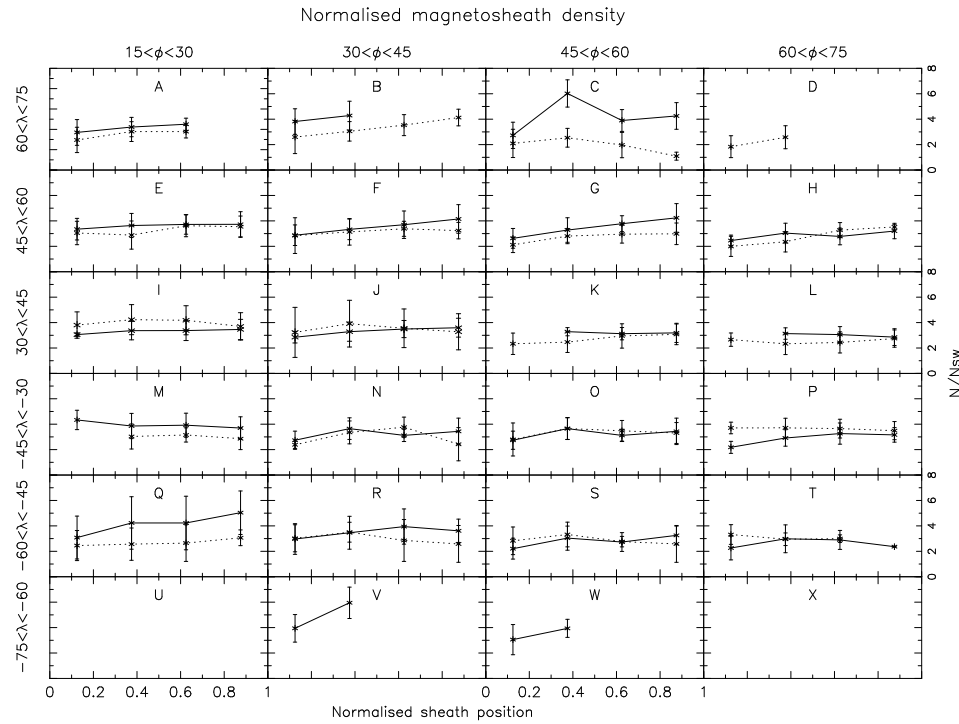 Normalised magnetosheath density
15<ϕ<30 30<ϕ<45 45<ϕ<60 60<ϕ<75
60<λ<75 A B C D 8 6 4 2 0
45<λ<60 E F G H
30<λ<45 I J K L 8 6 4 2 0
−45<λ<−30 M N O P
−60<λ<−45 Q R S T 8 6 4 2 0
−75<λ<−60 U V W X
N/Nsw
0 0.2 0.4 0.6 0.8 1 0 0.2 0.4 0.6 0.8 1
Normalised sheath position